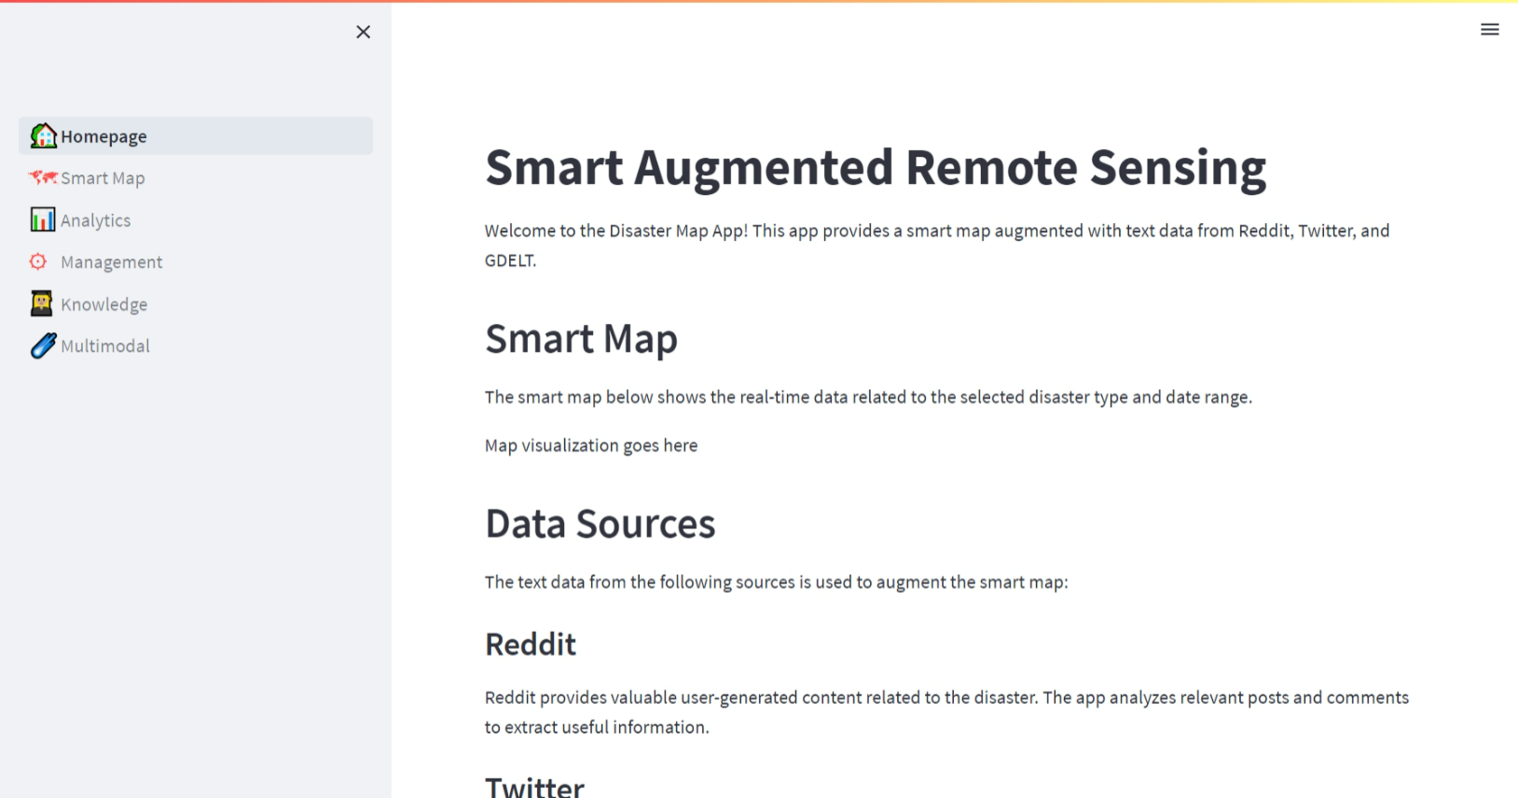 Homepage
Smart Map
Analytics
Management
Knowledge
Multimodal
Smart Augmented Remote Sensing
Welcome to the Disaster Map App! This app provides a smart map augmented with text data from Reddit, Twitter, and
GDELT.
Smart Map
The smart map below shows the real-time data related to the selected disaster type and date range.
Map visualization goes here
Data Sources
The text data from the following sources is used to augment the smart map:
Reddit
Reddit provides valuable user-generated content related to the disaster. The app analyzes relevant posts and comments
to extract useful information.
Twitter